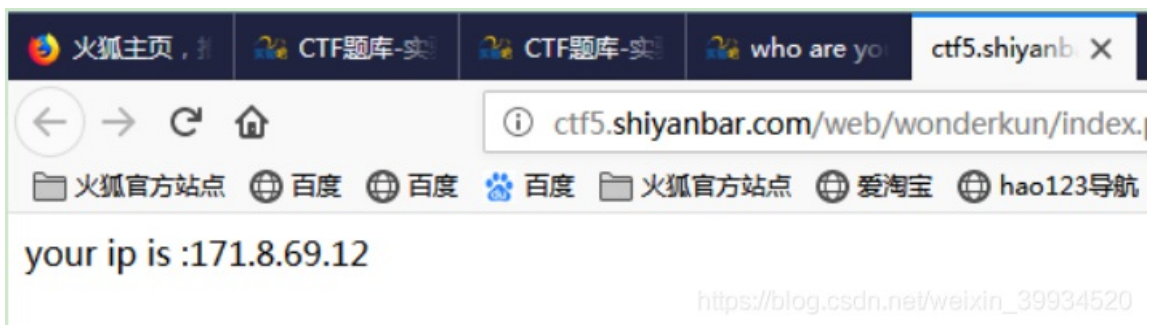 火狐主页，
CTF题库-实
CTF题库-实
who are yo
ctf5.shiyanb
ctf5.shiyanbar.com/web/wonderkun/index.
火狐官方站点 百度 百度 百度 火狐官方站点 爱淘宝 hao123导航
your ip is :171.8.69.12
https://blog.csdn.net/weixin_39934520